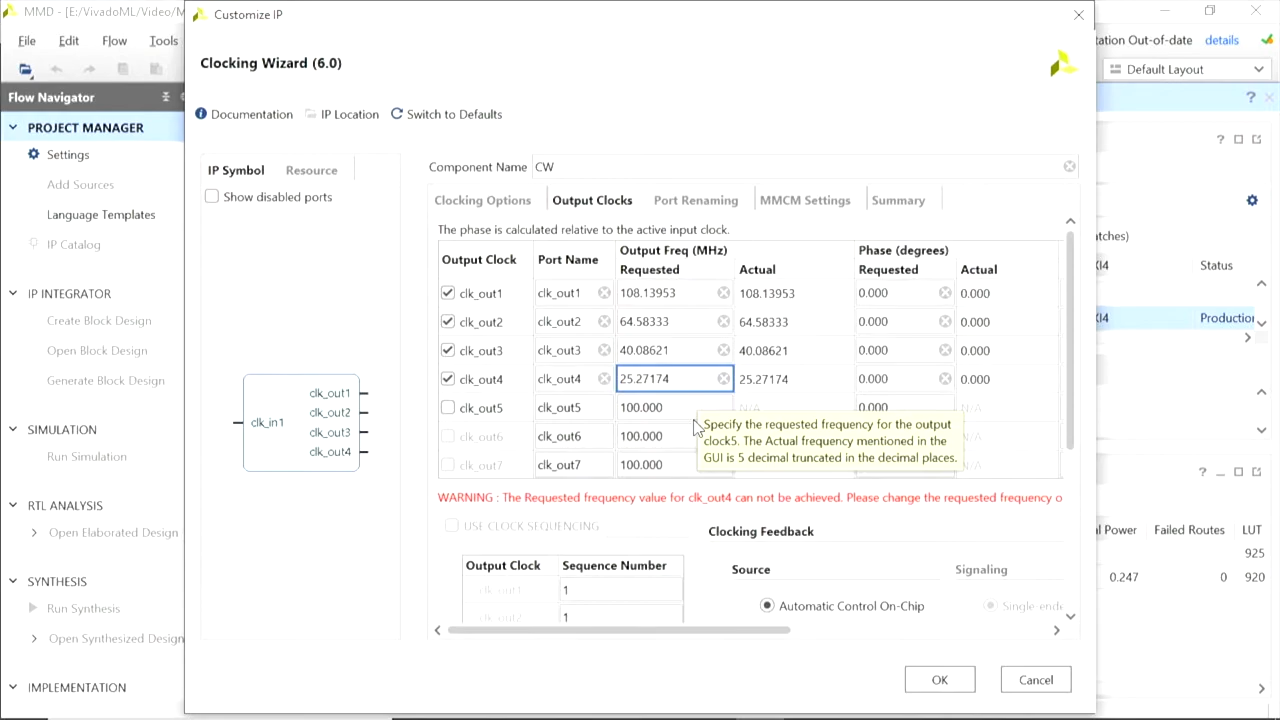 MMD - [E:/VivadoML/Video/M
Customize IP
File Edit Flow Tools
tation Out-of-date details
Clocking Wizard (6.0)
Default Layout
Flow Navigator
Documentation IP Location Switch to Defaults
PROJECT MANAGER
Settings
Add Sources
Language Templates
IP Catalog
IP INTEGRATOR
Create Block Design
Open Block Design
Generate Block Design
SIMULATION
Run Simulation
RTL ANALYSIS
Open Elaborated Design
SYNTHESIS
Run Synthesis
Open Synthesized Design
IMPLEMENTATION
IP Symbol Resource
Show disabled ports
clk_in1
clk_out1
clk_out2
clk_out3
clk_out4
Component Name CW
Clocking Options Output Clocks Port Renaming MMCM Settings Summary
The phase is calculated relative to the active input clock.
Output Clock Port Name Output Freq (MHz) Phase (degrees)
Requested Actual Requested Actual
clk_out1 clk_out1 108.13953 108.13953 0.000 0.000
clk_out2 clk_out2 64.58333 64.58333 0.000 0.000
clk_out3 clk_out3 40.08621 40.08621 0.000 0.000
clk_out4 clk_out4 25.27174 25.27174 0.000 0.000
clk_out5 clk_out5 100.000 N/A 0.000 N/A
clk_out6 clk_out6 100.000
clk_out7 clk_out7 100.000
Specify the requested frequency for the output
clock5. The Actual frequency mentioned in the
GUI is 5 decimal truncated in the decimal places.
WARNING : The Requested frequency value for clk_out4 can not be achieved. Please change the requested frequency o
USE CLOCK SEQUENCING
Clocking Feedback
Output Clock Sequence Number
clk_out1 1
clk_out2 1
Source Signaling
Automatic Control On-Chip Single-ende
OK Cancel
atches)
XI4 Status
XI4 Production
l Power Failed Routes LUT
925
0.247 0 920